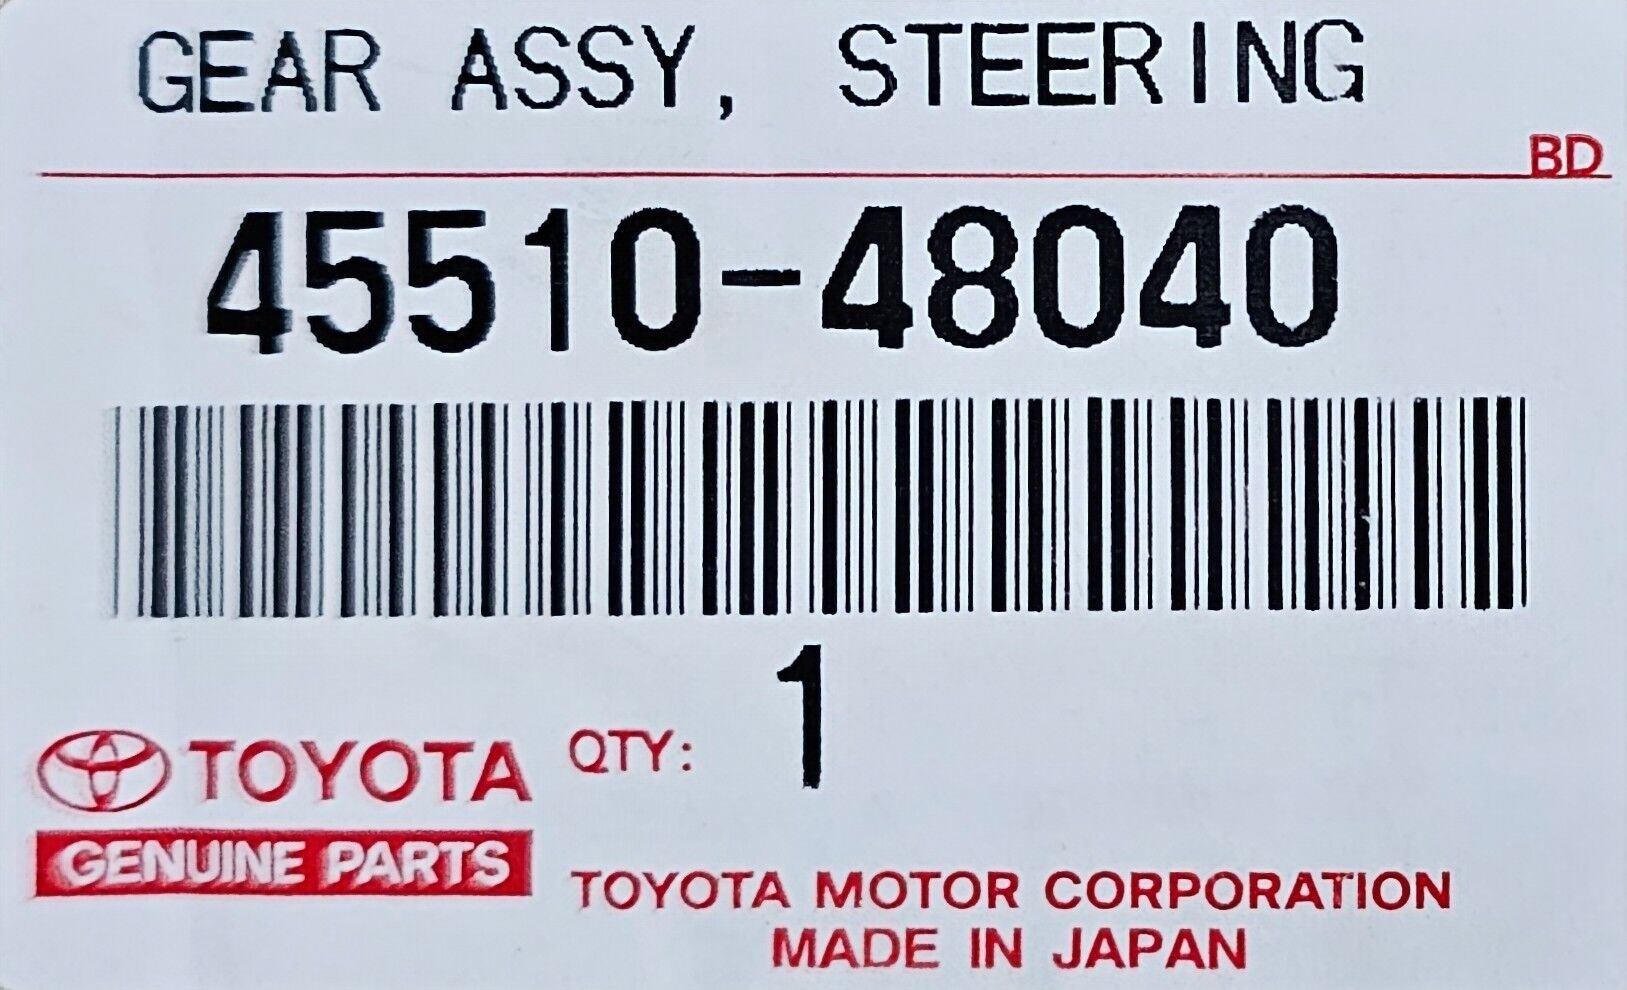 GEAR ASSY, STEERING
BD
45510-48040
1
TOYOTA QTY:
GENUINE PARTS
TOYOTA MOTOR CORPORATION
MADE IN JAPAN